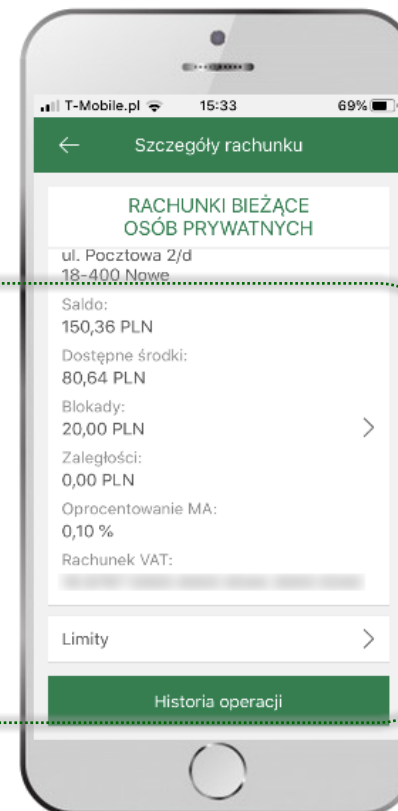 T-Mobile.pl 15:33 69%
Szczegóły rachunku
RACHUNKI BIEŻĄCE
OSÓB PRYWATNYCH
ul. Pocztowa 2/d
18-400 Nowe
Saldo:
150,36 PLN
Dostępne środki:
80,64 PLN
Blokady:
20,00 PLN
Zaległości:
0,00 PLN
Oprocentowanie MA:
0,10 %
Rachunek VAT:
Limity
Historia operacji